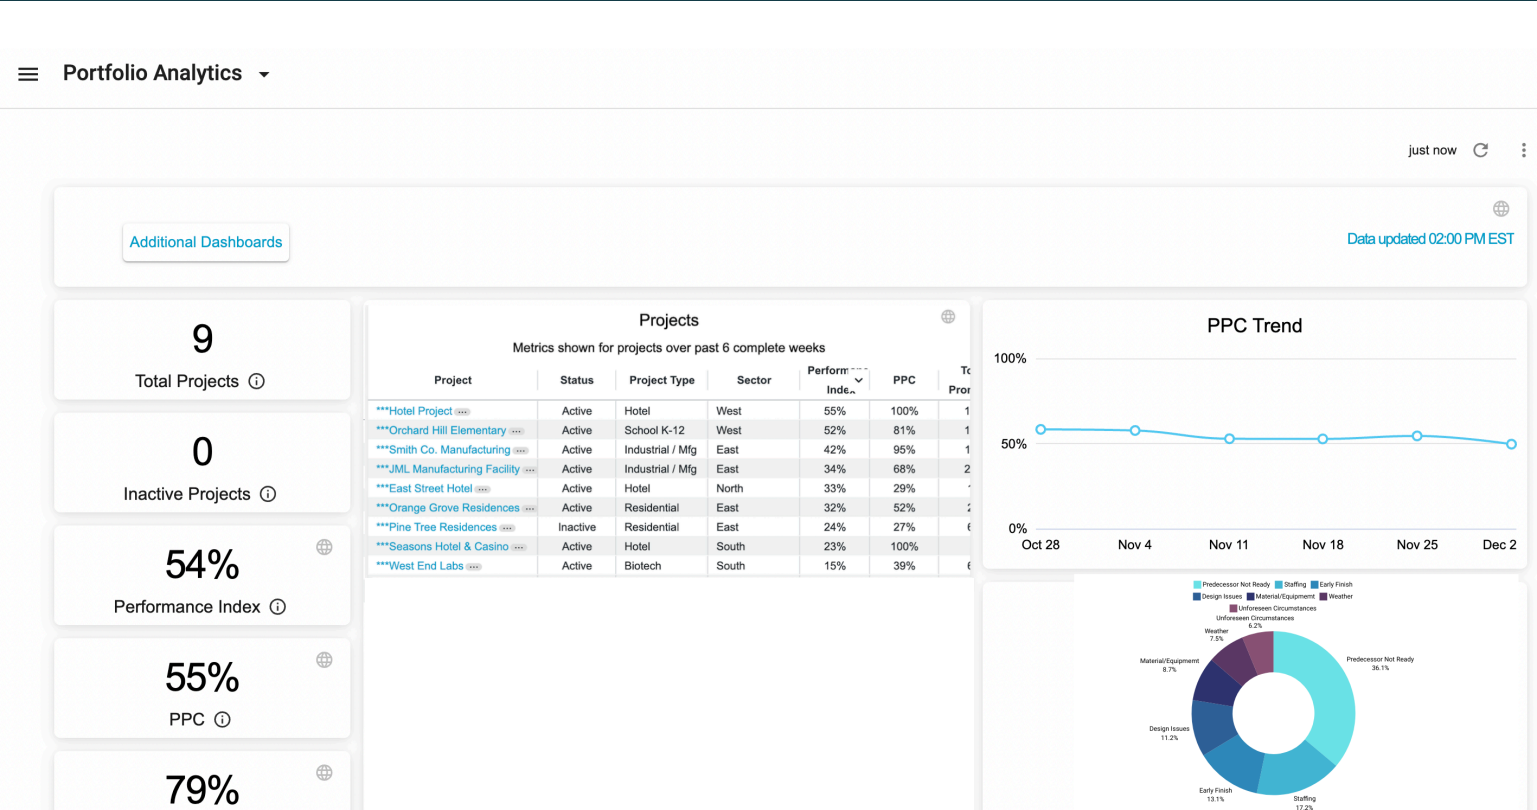 Portfolio Analytics
just now
Additional Dashboards
Data updated 02:00 PM EST
9
Total Projects
0
Inactive Projects
54%
Performance Index
55%
PPC
79%
Projects
Metrics shown for projects over past 6 complete weeks
Project Status Project Type Sector Index PPC
***Hotel Project ... Active Hotel West 55% 100% 1
***Orchard Hill Elementary ... Active School K-12 West 52% 81% 1
***Smith Co. Manufacturing ... Active Industrial / Mfg East 42% 95% 1
***JML Manufacturing Facility ... Active Industrial / Mfg East 34% 68% 2
***East Street Hotel ... Active Hotel North 33% 29%
***Orange Grove Residences ... Active Residential East 32% 52%
***Pine Tree Residences ... Inactive Residential East 24% 27%
***Seasons Hotel & Casino ... Active Hotel South 23% 100%
***West End Labs ... Active Biotech South 15% 39%
PPC Trend
100%
50%
0%
Oct 28 Nov 4 Nov 11 Nov 18 Nov 25 Dec 2
Predecessor Not Ready Staffing Early Finish
Design Issues Material/Equipmemt Weather
Unforeseen Circumstances
Unforeseen Circumstances
6.2%
Weather
7.5%
Material/Equipmemt
8.7%
Predecessor Not Ready
36.1%
Design Issues
11.2%
Early Finish
13.1%
Staffing
17.2%